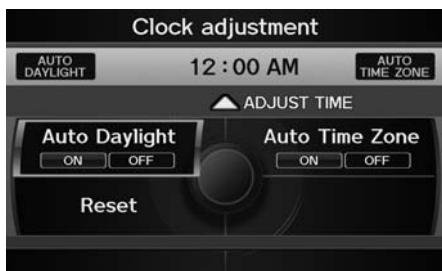 Clock adjustment
AUTO DAYLIGHT
12:00 AM
AUTO TIME ZONE
ADJUST TIME
Auto Daylight
Auto Time Zone
ON OFF
ON OFF
Reset